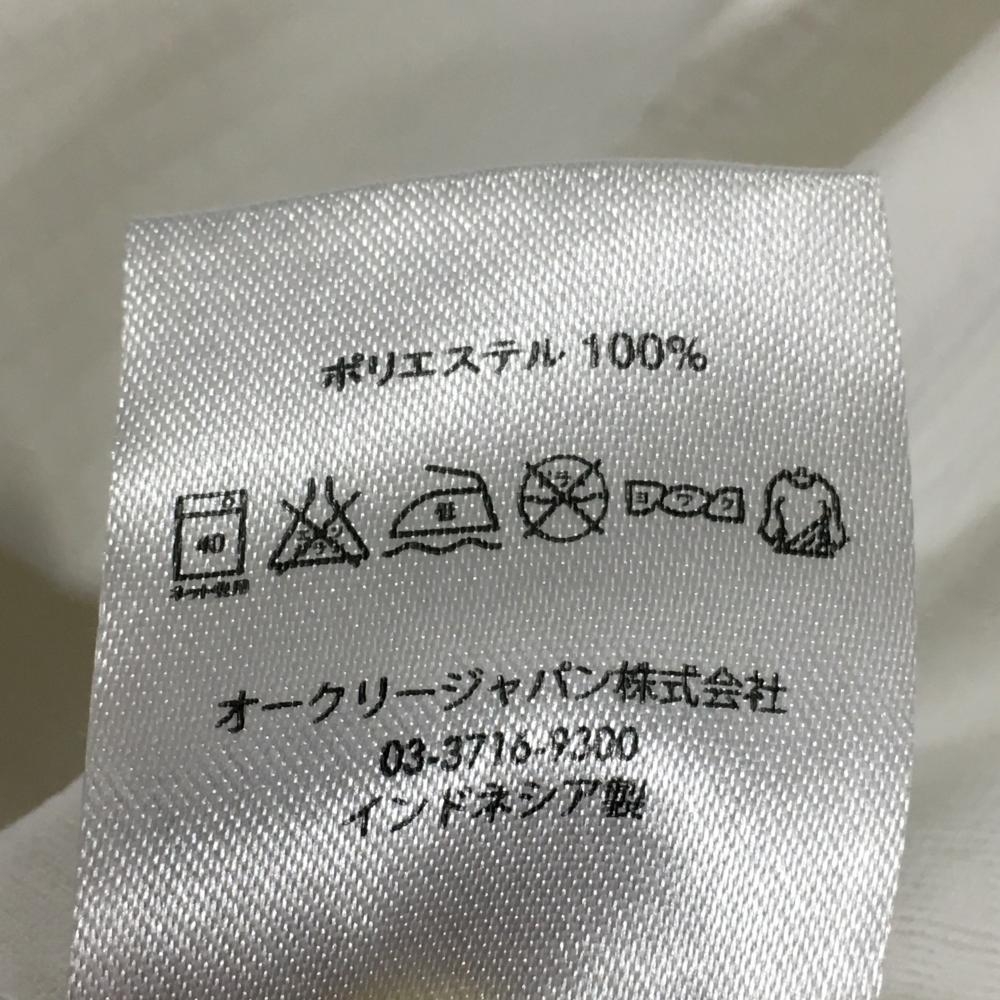 ポリエステル 100%
40 低 ドライ ヨワク
ネット使用
オークリージャパン株式会社
03-3716-9300
インドネシア製